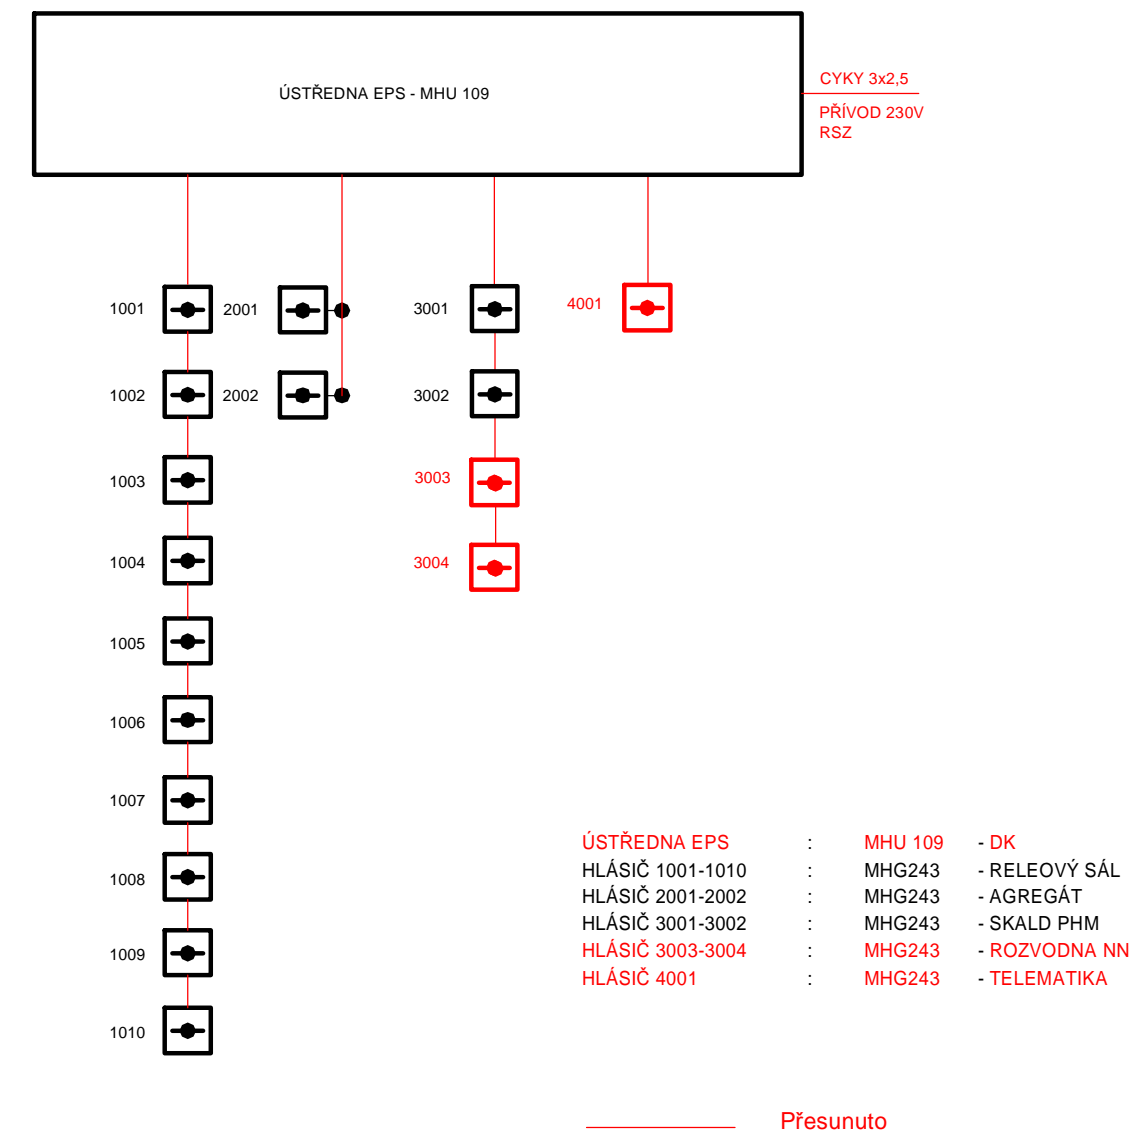 ÚSTŘEDNA EPS - MHU 109
CYKY 3x2,5
PŘÍVOD 230V
RSZ
1001
2001
3001
4001
1002
2002
3002
1003
3003
1004
3004
1005
1006
1007
1008
1009
1010
ÚSTŘEDNA EPS : MHU 109 - DK
HLÁSIČ 1001-1010 : MHG243 - RELEOVÝ SÁL
HLÁSIČ 2001-2002 : MHG243 - AGREGÁT
HLÁSIČ 3001-3002 : MHG243 - SKALD PHM
HLÁSIČ 3003-3004 : MHG243 - ROZVODNA NN
HLÁSIČ 4001 : MHG243 - TELEMATIKA
Přesunuto